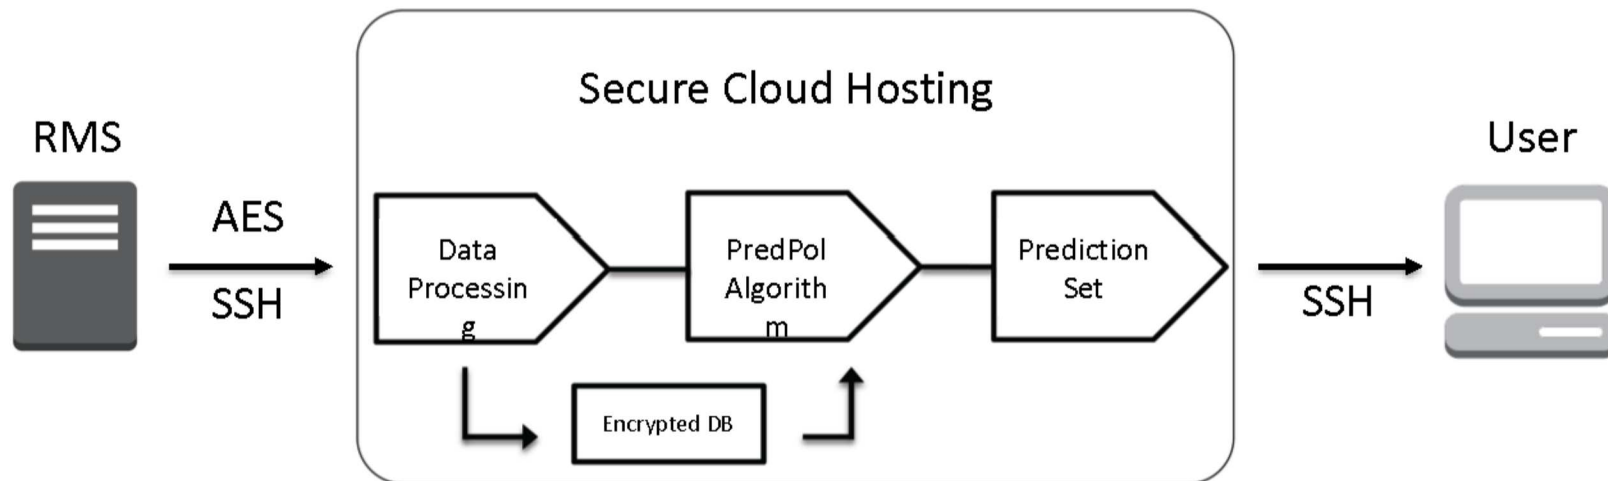 Secure Cloud Hosting
RMS
User
AES
SSH
Data
Processin
g
PredPol
Algorith
m
Prediction
Set
SSH
Encrypted DB